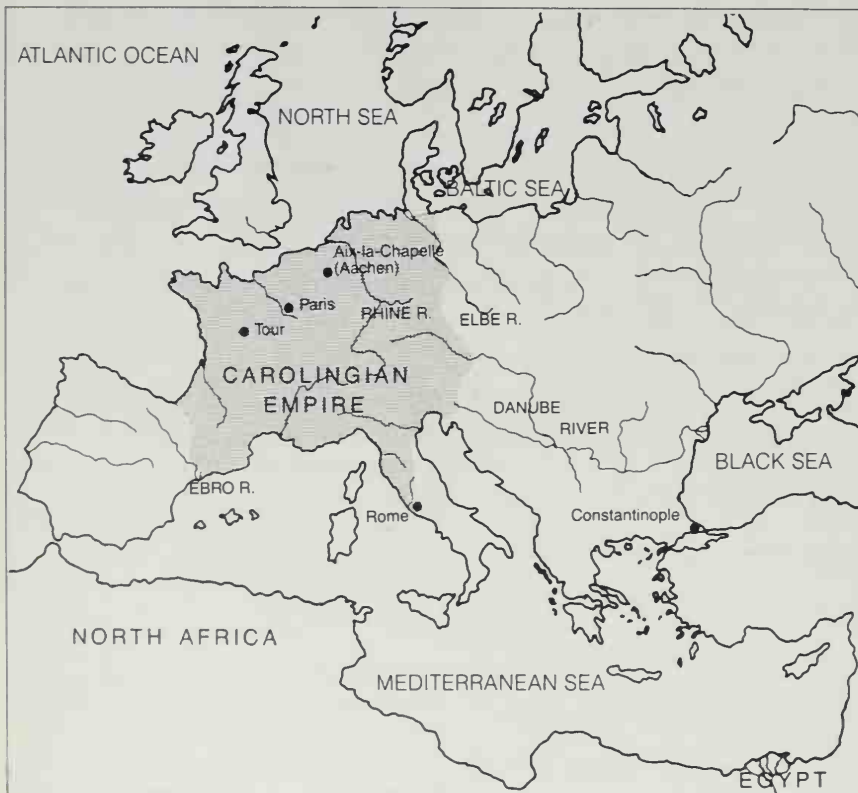 ATLANTIC OCEAN
NORTH SEA
BALTIC SEA
Aix-la-Chapelle
(Aachen)
Paris
RHINE R.
ELBE R.
Tour
CAROLINGIAN
EMPIRE
DANUBE
RIVER
BLACK SEA
EBRO R.
Rome
Constantinople
NORTH AFRICA
MEDITERRANEAN SEA
EGYPT